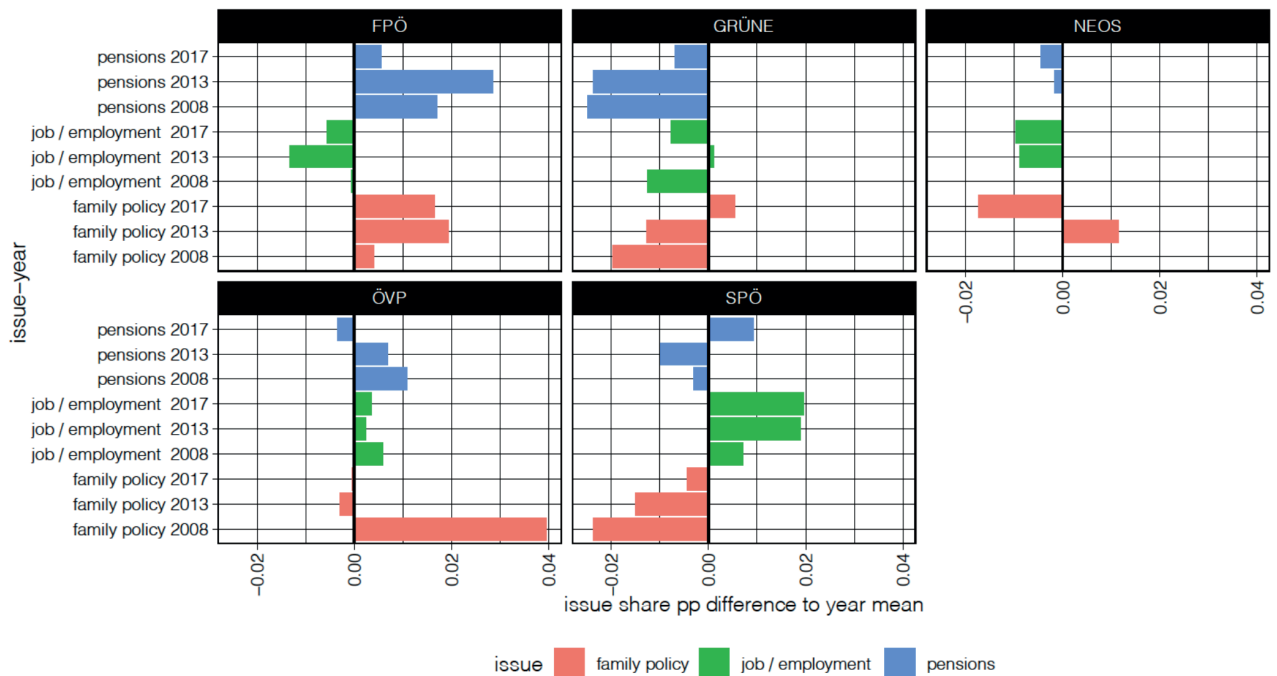 FPÖ
GRÜNE
NEOS
pensions 2017
pensions 2013
pensions 2008
job / employment 2017
job / employment 2013
job / employment 2008
family policy 2017
family policy 2013
family policy 2008
−0.02
0.00
0.02
0.04
issue−year
ÖVP
SPÖ
pensions 2017
pensions 2013
pensions 2008
job / employment 2017
job / employment 2013
job / employment 2008
family policy 2017
family policy 2013
family policy 2008
−0.02
0.00
0.02
0.04
−0.02
0.00
0.02
0.04
issue share pp difference to year mean
issue family policy job / employment pensions